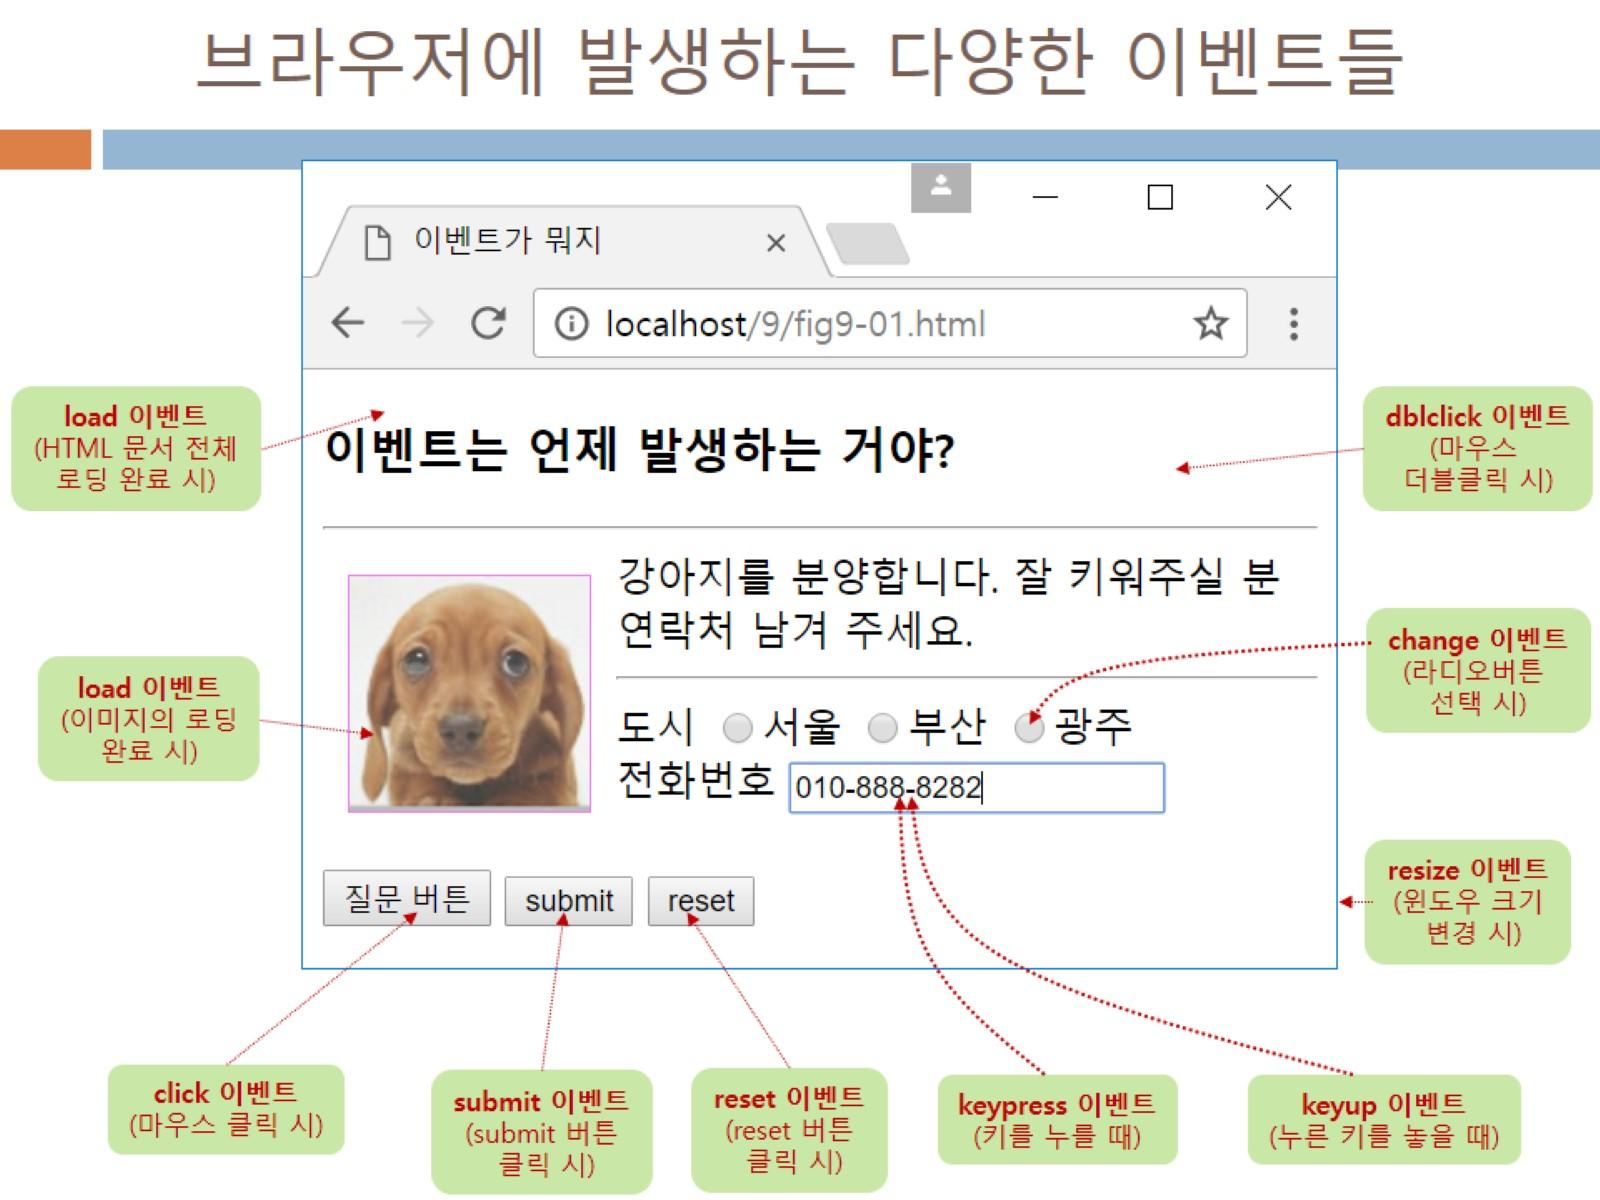 브라우저에 발생하는 다양한 이벤트들
이벤트가 뭐지
localhost/9/fig9-01.html
load 이벤트
(HTML 문서 전체
로딩 완료 시)
이벤트는 언제 발생하는 거야?
dblclick 이벤트
(마우스
더블클릭 시)
강아지를 분양합니다. 잘 키워주실 분
연락처 남겨 주세요.
change 이벤트
(라디오버튼
선택 시)
load 이벤트
(이미지의 로딩
완료 시)
도시 서울 부산 광주
전화번호 010-888-8282
resize 이벤트
(윈도우 크기
변경 시)
질문 버튼 submit reset
click 이벤트
(마우스 클릭 시)
submit 이벤트
(submit 버튼
클릭 시)
reset 이벤트
(reset 버튼
클릭 시)
keypress 이벤트
(키를 누를 때)
keyup 이벤트
(누른 키를 놓을 때)